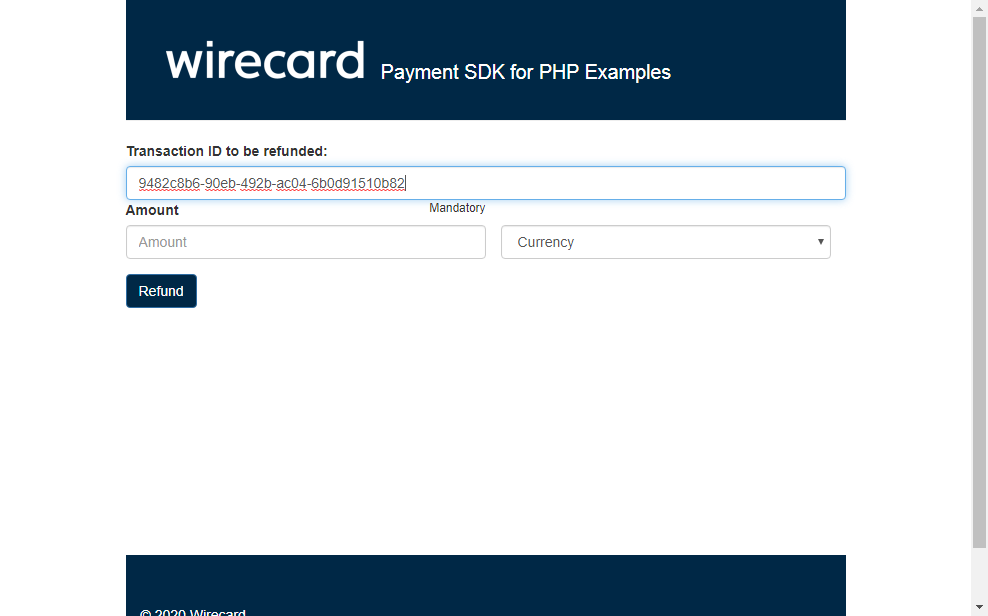 wirecard Payment SDK for PHP Examples
Transaction ID to be refunded:
9482c8b6-90eb-492b-ac04-6b0d91510b82
Amount Mandatory
Amount Currency
Refund
© 2020 Wirecard